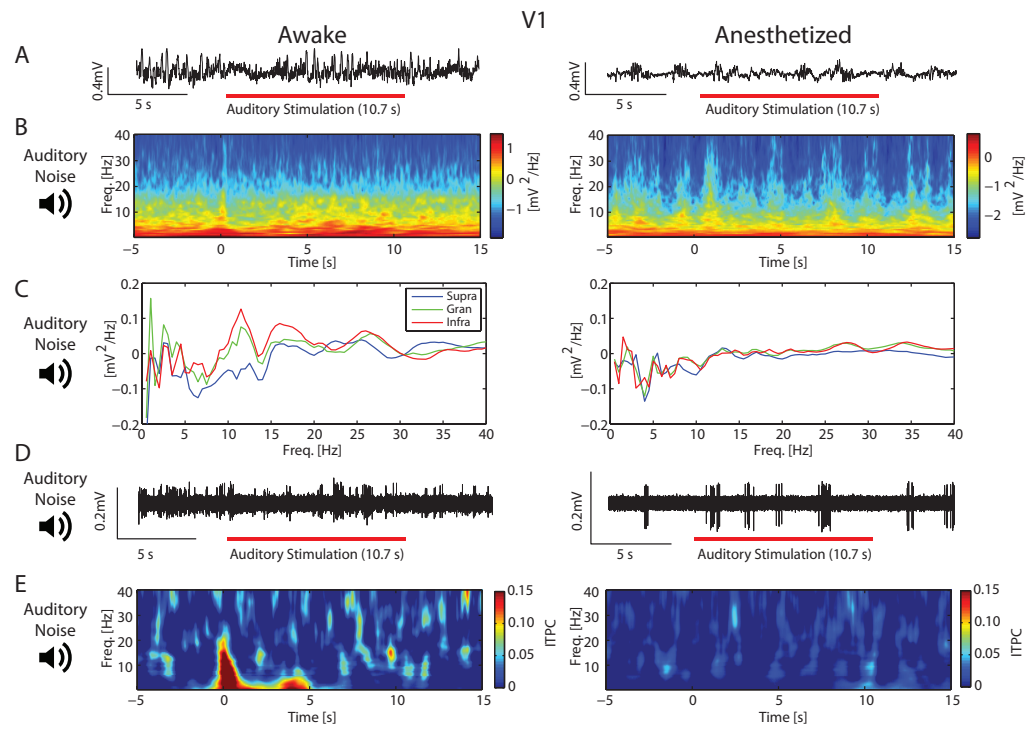 V1
Awake
Anesthetized
A
0.4mV
5 s
Auditory Stimulation (10.7 s)
0.4mV
5 s
Auditory Stimulation (10.7 s)
B
Auditory
Noise
Freq. [Hz]
40
30
20
10
−5 0 5 10 15
Time [s]
1
0
−1
[mV 2/Hz]
Freq. [Hz]
40
30
20
10
−5 0 5 10 15
Time [s]
0
−1
−2
[mV 2/Hz]
C
Auditory
Noise
[mV 2/Hz]
0.2
0.1
0
−0.1
−0.2
Supra
Gran
Infra
0 5 10 15 20 25 30 35 40
Freq. [Hz]
[mV 2/Hz]
0.2
0.1
0
−0.1
−0.2
0 5 10 15 20 25 30 35 40
Freq. [Hz]
D
Auditory
Noise
0.2mV
5 s
Auditory Stimulation (10.7 s)
0.2mV
5 s
Auditory Stimulation (10.7 s)
E
Auditory
Noise
Freq. [Hz]
40
30
20
10
−5 0 5 10 15
Time [s]
0.15
0.10
0.05
0
ITPC
Freq. [Hz]
40
30
20
10
−5 0 5 10 15
Time [s]
0.15
0.10
0.05
0
ITPC